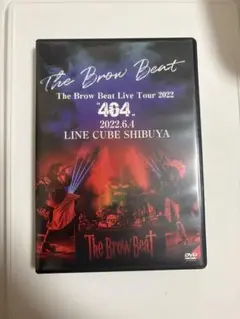 The Brow Beat
The Brow Beat Live Tour 2022
"404"
2022.6.4
LINE CUBE SHIBUYA
The Brow Beat
DVD